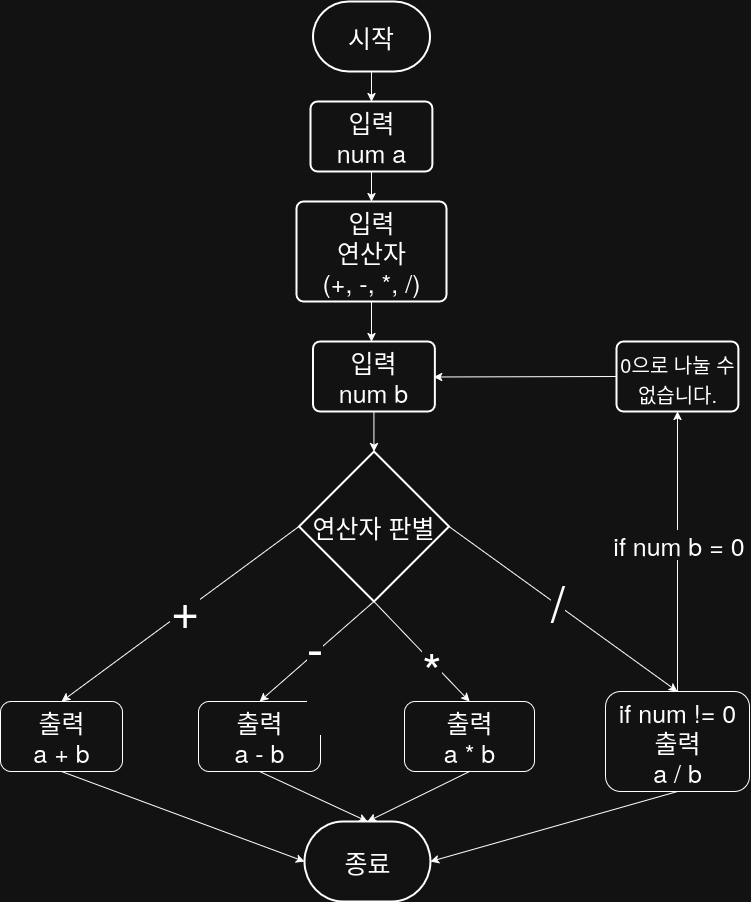 시작
입력
num a
입력
연산자
(+, -, *, /)
입력
num b
0으로 나눌 수
없습니다.
연산자 판별
if num b = 0
+
-
*
/
출력
a + b
출력
a - b
출력
a * b
if num != 0
출력
a / b
종료